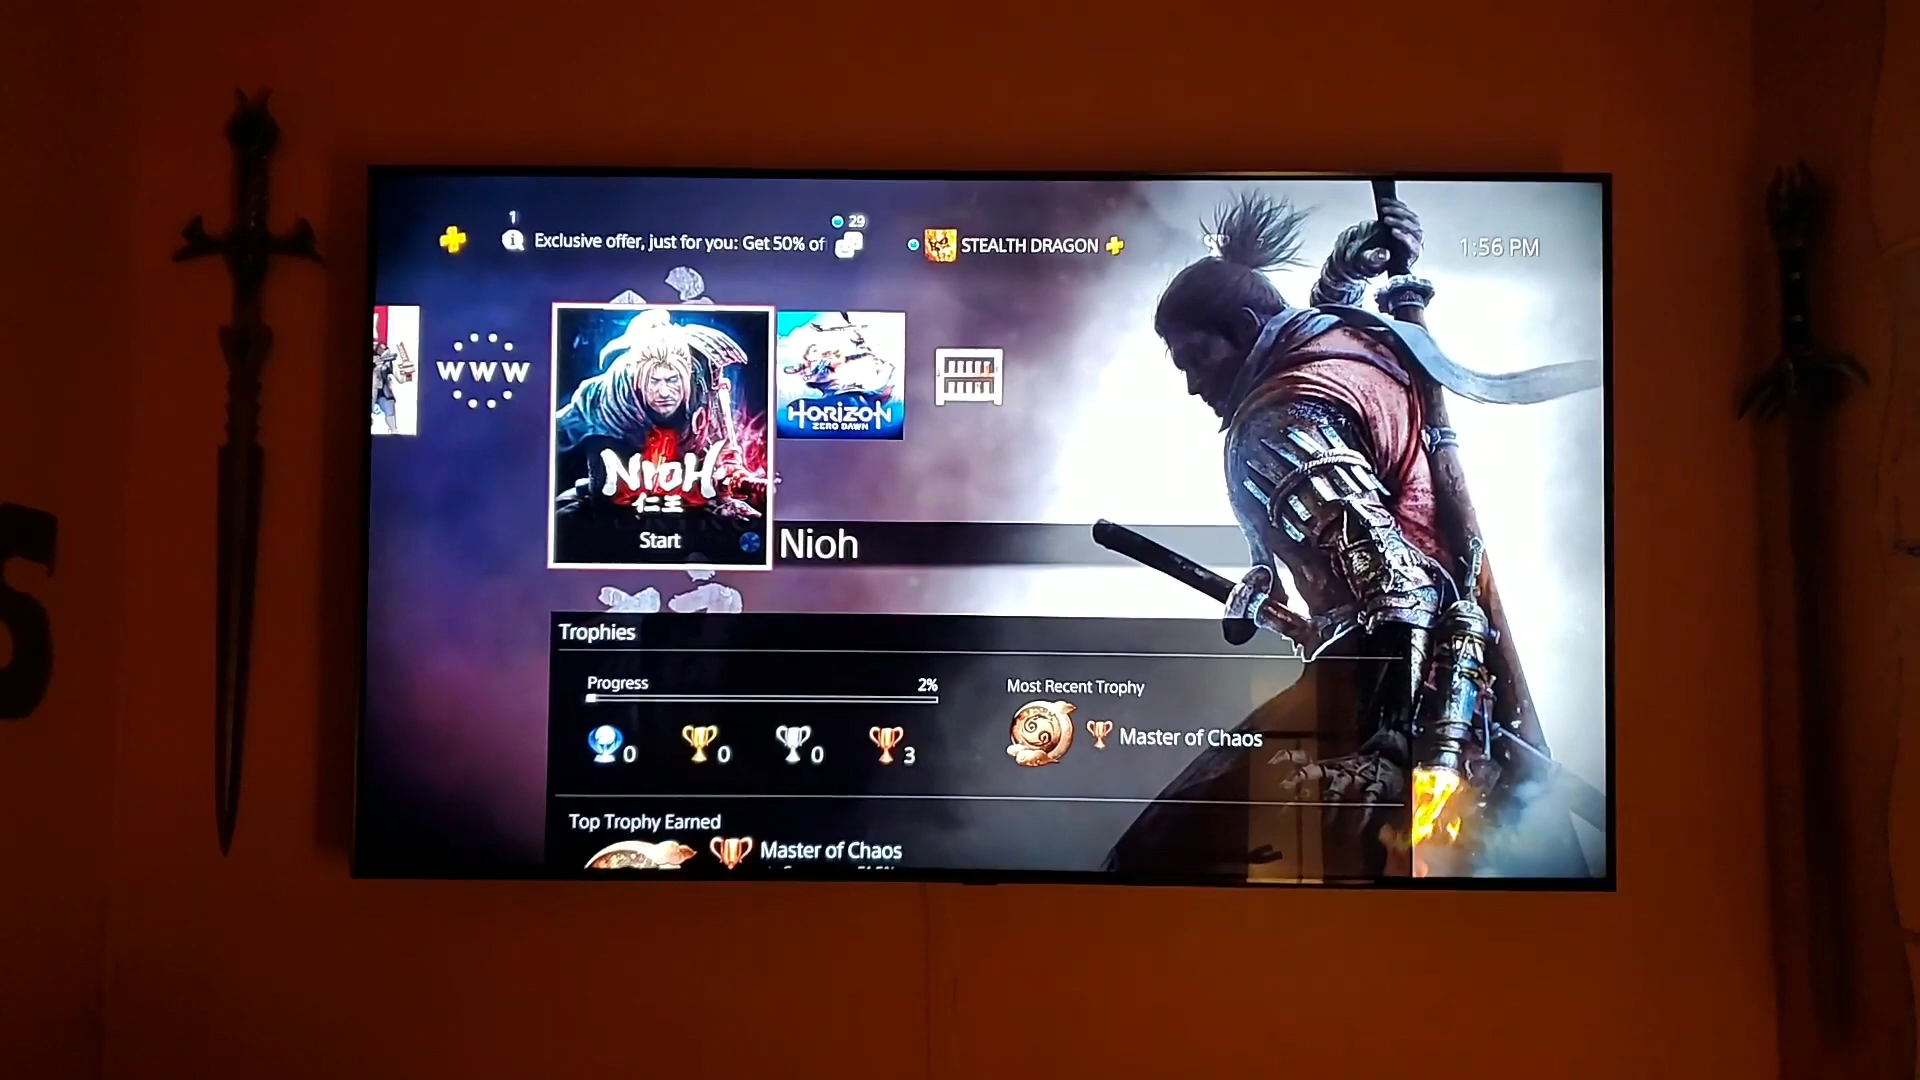 1
29
Exclusive offer, just for you: Get 50% of
STEALTH DRAGON
1:56 PM
WWW
NIOH
仁王
Start
HORIZON
ZERO DAWN
Nioh
Trophies
Progress
2%
0
0
0
3
Most Recent Trophy
Master of Chaos
Top Trophy Earned
Master of Chaos
S